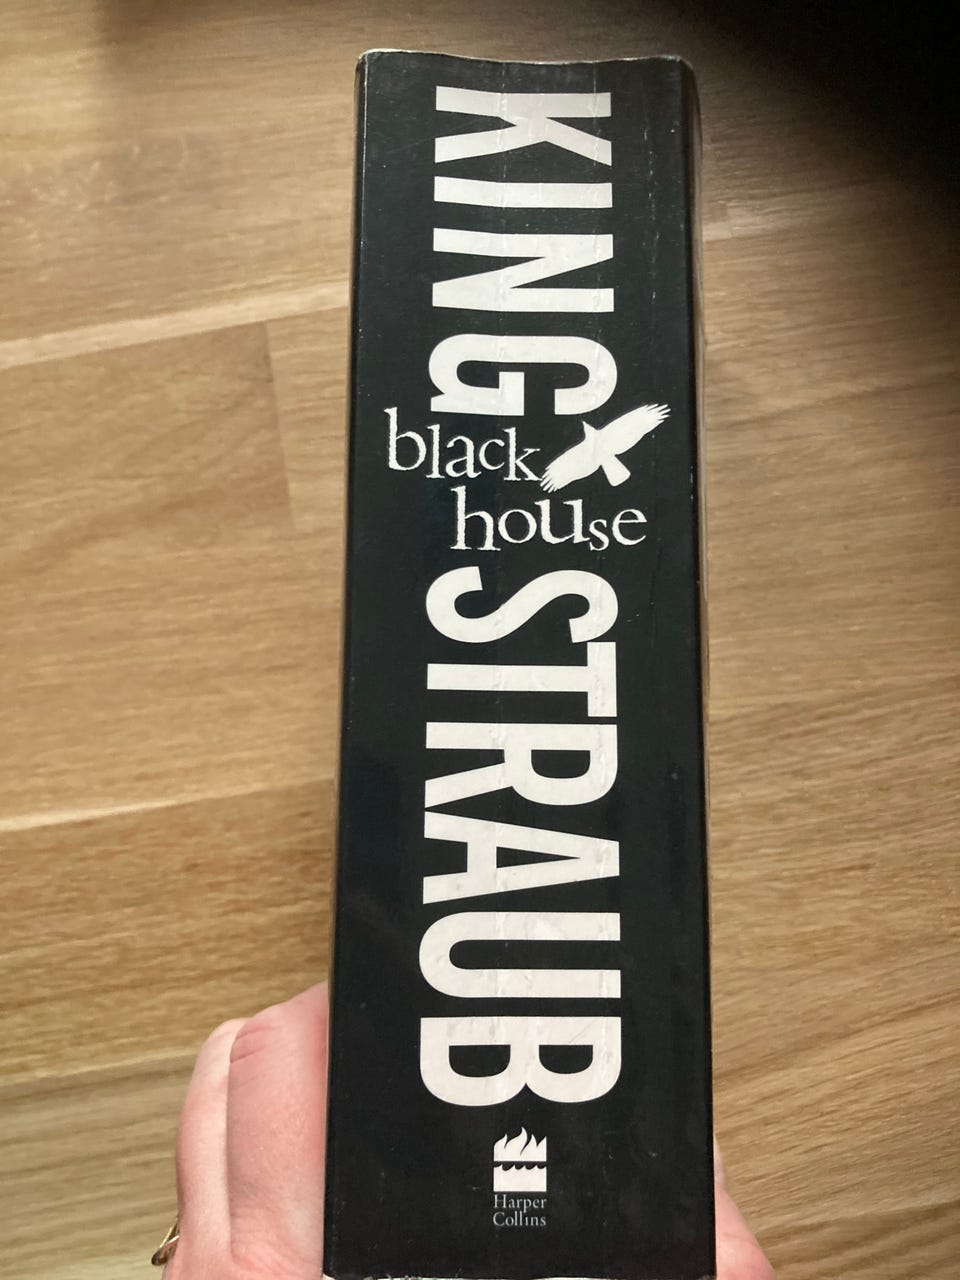 KING
black
house
STRAUB
Harper
Collins